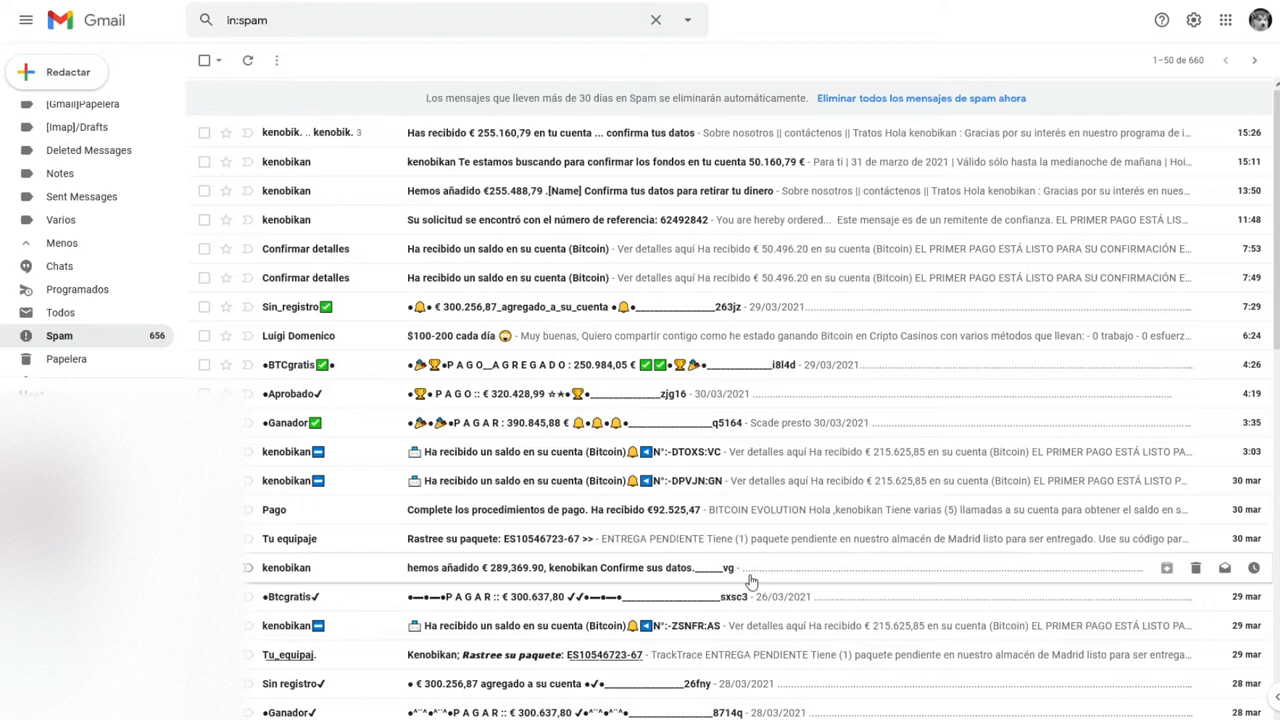 Gmail
in:spam
Redactar
1–50 de 660
Los mensajes que lleven más de 30 días en Spam se eliminarán automáticamente. Eliminar todos los mensajes de spam ahora
[Gmail]Papelera
[Imap]/Drafts
Deleted Messages
Notes
Sent Messages
Varios
Menos
Chats
Programados
Todos
Spam 656
Papelera
kenobik. .. kenobik. 3 Has recibido € 255.160,79 en tu cuenta ... confirma tus datos - Sobre nosotros || contáctenos || Tratos Hola kenobikan : Gracias por su interés en nuestro programa de i... 15:26
kenobikan kenobikan Te estamos buscando para confirmar los fondos en tu cuenta 50.160,79 € - Para ti | 31 de marzo de 2021 | Válido sólo hasta la medianoche de mañana | Hoi... 15:11
kenobikan Hemos añadido €255.488,79 .[Name] Confirma tus datos para retirar tu dinero - Sobre nosotros || contáctenos || Tratos Hola kenobikan : Gracias por su interés en nues... 13:50
kenobikan Su solicitud se encontró con el número de referencia: 62492842 - You are hereby ordered... Este mensaje es de un remitente de confianza. EL PRIMER PAGO ESTÁ LIS... 11:48
Confirmar detalles Ha recibido un saldo en su cuenta (Bitcoin) - Ver detalles aquí Ha recibido € 50.496.20 en su cuenta (Bitcoin) EL PRIMER PAGO ESTÁ LISTO PARA SU CONFIRMACIÓN E... 7:53
Confirmar detalles Ha recibido un saldo en su cuenta (Bitcoin) - Ver detalles aquí Ha recibido € 50.496.20 en su cuenta (Bitcoin) EL PRIMER PAGO ESTÁ LISTO PARA SU CONFIRMACIÓN E... 7:49
Sin_registro✅ •🔔• € 300.256,87_agregado_a_su_cuenta •🔔•______________263jz - 29/03/2021 7:29
Luigi Domenico $100-200 cada día 😱 - Muy buenas, Quiero compartir contigo como he estado ganando Bitcoin en Cripto Casinos con varios métodos que llevan: - 0 trabajo - 0 esfuerz... 6:24
•BTCgratis✅• •🎉🏆•P A G O__A G R E G A D O : 250.984,05 € ✅✅•🏆🎉•____________i8l4d - 29/03/2021 4:26
•Aprobado✓ •🏆• P A G O :: € 320.428,99 ☆★•🏆•_____________zjg16 - 30/03/2021 4:19
•Ganador✅ •🎉•🎉•P A G A R : 390.845,88 € 🔔•🔔•🔔•_______________q5164 - Scade presto 30/03/2021 3:35
kenobikan➖ 📩 Ha recibido un saldo en su cuenta (Bitcoin)🔔◀N°:-DTOXS:VC - Ver detalles aquí Ha recibido € 215.625,85 en su cuenta (Bitcoin) EL PRIMER PAGO ESTÁ LISTO PA... 3:03
kenobikan➖ 📩 Ha recibido un saldo en su cuenta (Bitcoin)🔔◀N°:-DPVJN:GN - Ver detalles aquí Ha recibido € 215.625,85 en su cuenta (Bitcoin) EL PRIMER PAGO ESTÁ LISTO P... 30 mar
Pago Complete los procedimientos de pago. Ha recibido €92.525,47 - BITCOIN EVOLUTION Hola ,kenobikan Tiene varias (5) llamadas a su cuenta para obtener el saldo en s... 30 mar
Tu equipaje Rastree su paquete: ES10546723-67 >> - ENTREGA PENDIENTE Tiene (1) paquete pendiente en nuestro almacén de Madrid listo para ser entregado. Use su código par... 30 mar
kenobikan hemos añadido € 289,369.90, kenobikan Confirme sus datos.______vg -
•Btcgratis✓ •▬•▬•P A G A R :: € 300.637,80 ✓✓•▬•▬•__________________sxsc3 - 26/03/2021 29 mar
kenobikan➖ 📩 Ha recibido un saldo en su cuenta (Bitcoin)🔔◀N°:-ZSNFR:AS - Ver detalles aquí Ha recibido € 215.625,85 en su cuenta (Bitcoin) EL PRIMER PAGO ESTÁ LISTO PA... 29 mar
Tu_equipaj. Kenobikan; Rastree su paquete: ES10546723-67 - TrackTrace ENTREGA PENDIENTE Tiene (1) paquete pendiente en nuestro almacén de Madrid listo para ser entrega... 29 mar
Sin registro✓ • € 300.256,87 agregado a su cuenta •✓•_______________26fny - 28/03/2021 28 mar
•Ganador✓ •^¨^•^¨^•P A G A R :: € 300.637,80 ✓•^¨^•^¨^•_______________8714q - 28/03/2021 28 mar